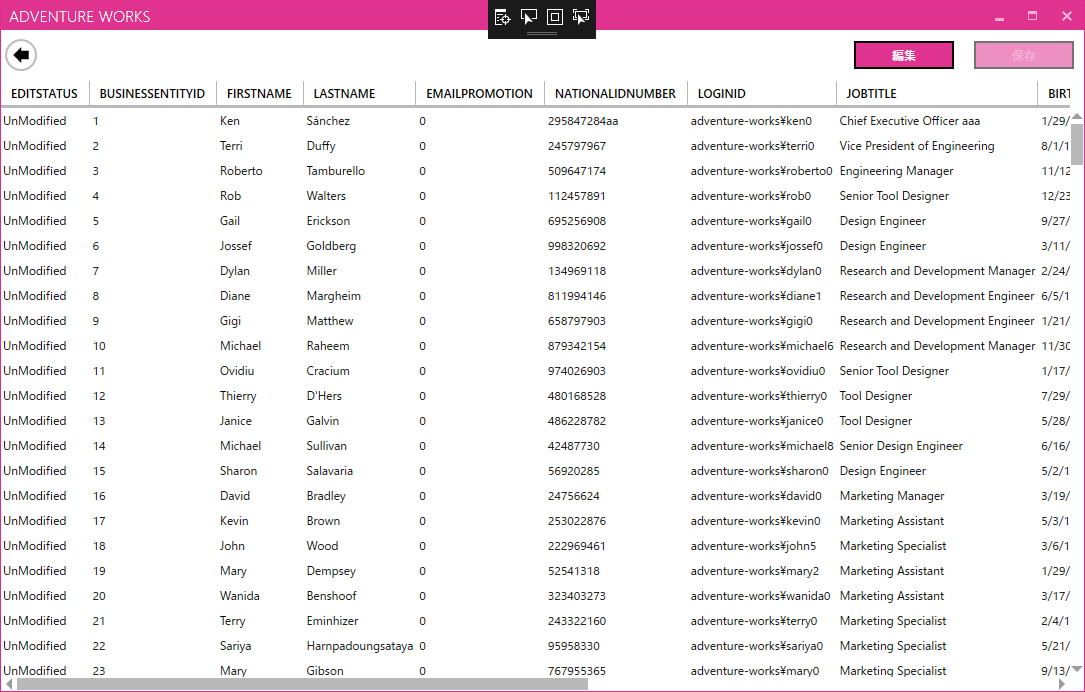 ADVENTURE WORKS
編集 保存
EDITSTATUS BUSINESSENTITYID FIRSTNAME LASTNAME EMAILPROMOTION NATIONALIDNUMBER LOGINID JOBTITLE BIRT
UnModified 1 Ken Sánchez 0 295847284aa adventure-works¥ken0 Chief Executive Officer aaa 1/29/
UnModified 2 Terri Duffy 0 245797967 adventure-works¥terri0 Vice President of Engineering 8/1/1
UnModified 3 Roberto Tamburello 0 509647174 adventure-works¥roberto0 Engineering Manager 11/12
UnModified 4 Rob Walters 0 112457891 adventure-works¥rob0 Senior Tool Designer 12/23
UnModified 5 Gail Erickson 0 695256908 adventure-works¥gail0 Design Engineer 9/27/
UnModified 6 Jossef Goldberg 0 998320692 adventure-works¥jossef0 Design Engineer 3/11/
UnModified 7 Dylan Miller 0 134969118 adventure-works¥dylan0 Research and Development Manager 2/24/
UnModified 8 Diane Margheim 0 811994146 adventure-works¥diane1 Research and Development Engineer 6/5/1
UnModified 9 Gigi Matthew 0 658797903 adventure-works¥gigi0 Research and Development Engineer 1/21/
UnModified 10 Michael Raheem 0 879342154 adventure-works¥michael6 Research and Development Manager 11/30
UnModified 11 Ovidiu Cracium 0 974026903 adventure-works¥ovidiu0 Senior Tool Designer 1/17/
UnModified 12 Thierry D'Hers 0 480168528 adventure-works¥thierry0 Tool Designer 7/29/
UnModified 13 Janice Galvin 0 486228782 adventure-works¥janice0 Tool Designer 5/28/
UnModified 14 Michael Sullivan 0 42487730 adventure-works¥michael8 Senior Design Engineer 6/16/
UnModified 15 Sharon Salavaria 0 56920285 adventure-works¥sharon0 Design Engineer 5/2/1
UnModified 16 David Bradley 0 24756624 adventure-works¥david0 Marketing Manager 3/19/
UnModified 17 Kevin Brown 0 253022876 adventure-works¥kevin0 Marketing Assistant 5/3/1
UnModified 18 John Wood 0 222969461 adventure-works¥john5 Marketing Specialist 3/6/1
UnModified 19 Mary Dempsey 0 52541318 adventure-works¥mary2 Marketing Assistant 1/29/
UnModified 20 Wanida Benshoof 0 323403273 adventure-works¥wanida0 Marketing Assistant 3/17/
UnModified 21 Terry Eminhizer 0 243322160 adventure-works¥terry0 Marketing Specialist 2/4/1
UnModified 22 Sariya Harnpadoungsataya 0 95958330 adventure-works¥sariya0 Marketing Specialist 5/21/
UnModified 23 Mary Gibson 0 767955365 adventure-works¥mary0 Marketing Specialist 9/13/